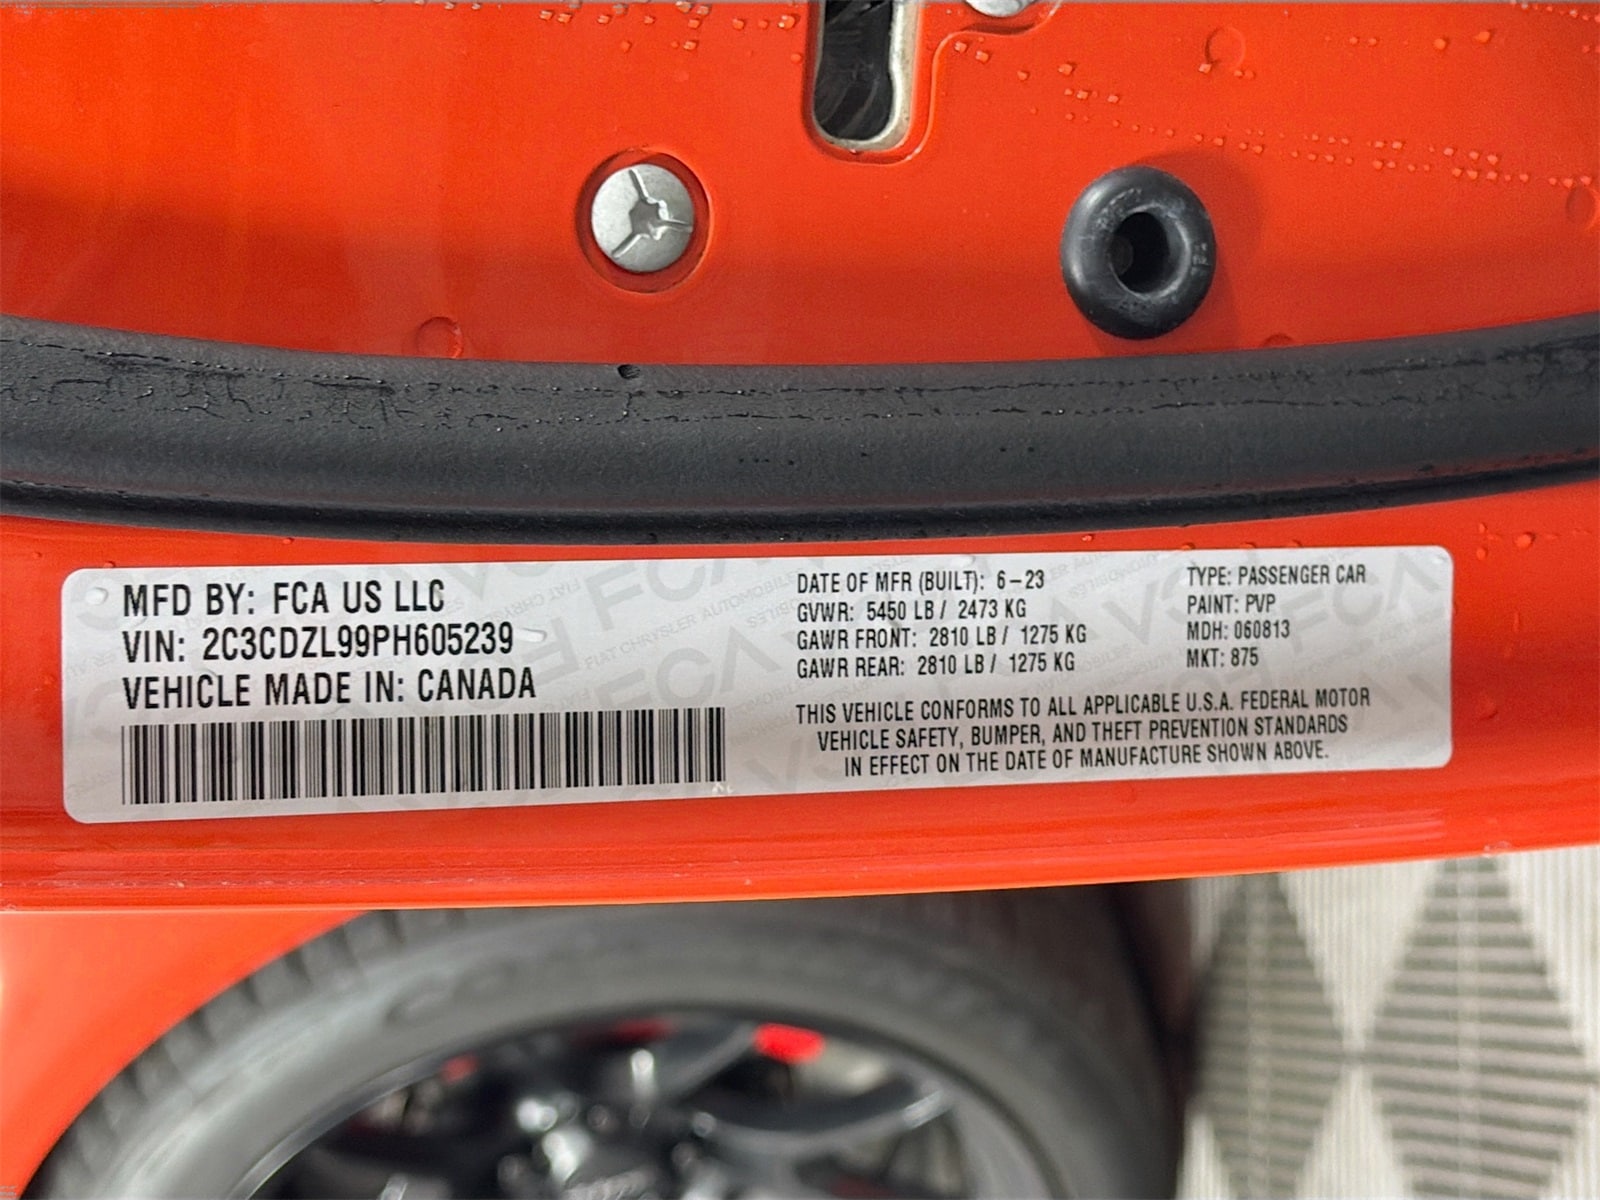 MFD BY: FCA US LLC
VIN: 2C3CDZL99PH605239
VEHICLE MADE IN: CANADA
DATE OF MFR (BUILT): 6-23
GVWR: 5450 LB / 2473 KG
GAWR FRONT: 2810 LB / 1275 KG
GAWR REAR: 2810 LB / 1275 KG
TYPE: PASSENGER CAR
PAINT: PVP
MDH: 060813
MKT: 875
THIS VEHICLE CONFORMS TO ALL APPLICABLE U.S.A. FEDERAL MOTOR
VEHICLE SAFETY, BUMPER, AND THEFT PREVENTION STANDARDS
IN EFFECT ON THE DATE OF MANUFACTURE SHOWN ABOVE.